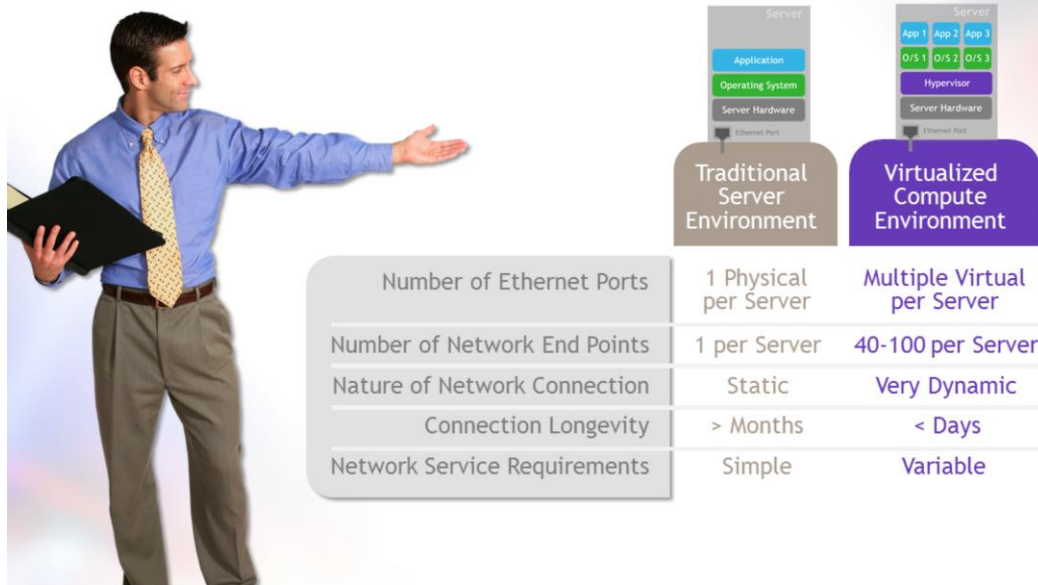 Server
Application
Operating System
Server Hardware
Ethernet Port
Server
App 1 App 2 App 3
O/S 1 O/S 2 O/S 3
Hypervisor
Server Hardware
Ethernet Port
Traditional
Server
Environment
Virtualized
Compute
Environment
Number of Ethernet Ports
1 Physical
per Server
Multiple Virtual
per Server
Number of Network End Points 1 per Server 40-100 per Server
Nature of Network Connection Static Very Dynamic
Connection Longevity > Months < Days
Network Service Requirements Simple Variable